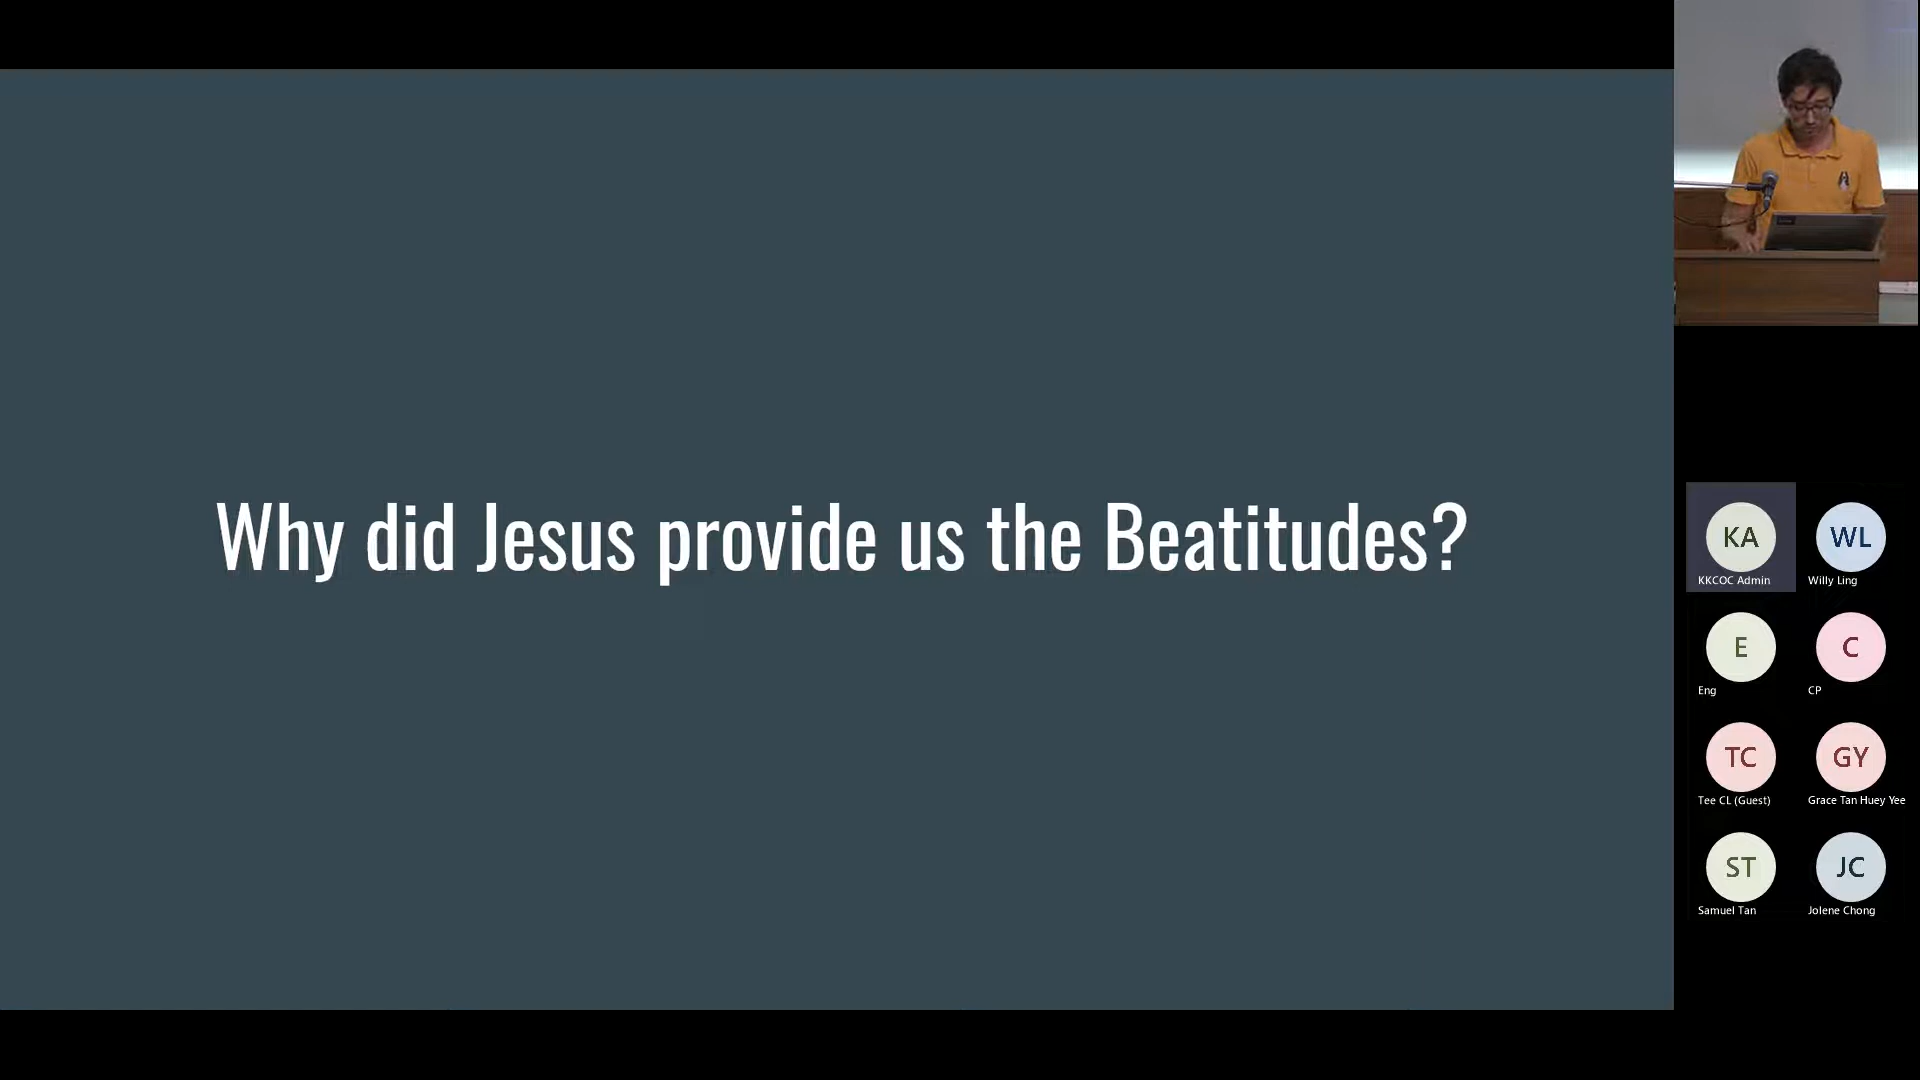 Why did Jesus provide us the Beatitudes?
KA
KKCOC Admin
WL
Willy Ling
E
Eng
C
CP
TC
Tee CL (Guest)
GY
Grace Tan Huey Yee
ST
Samuel Tan
JC
Jolene Chong